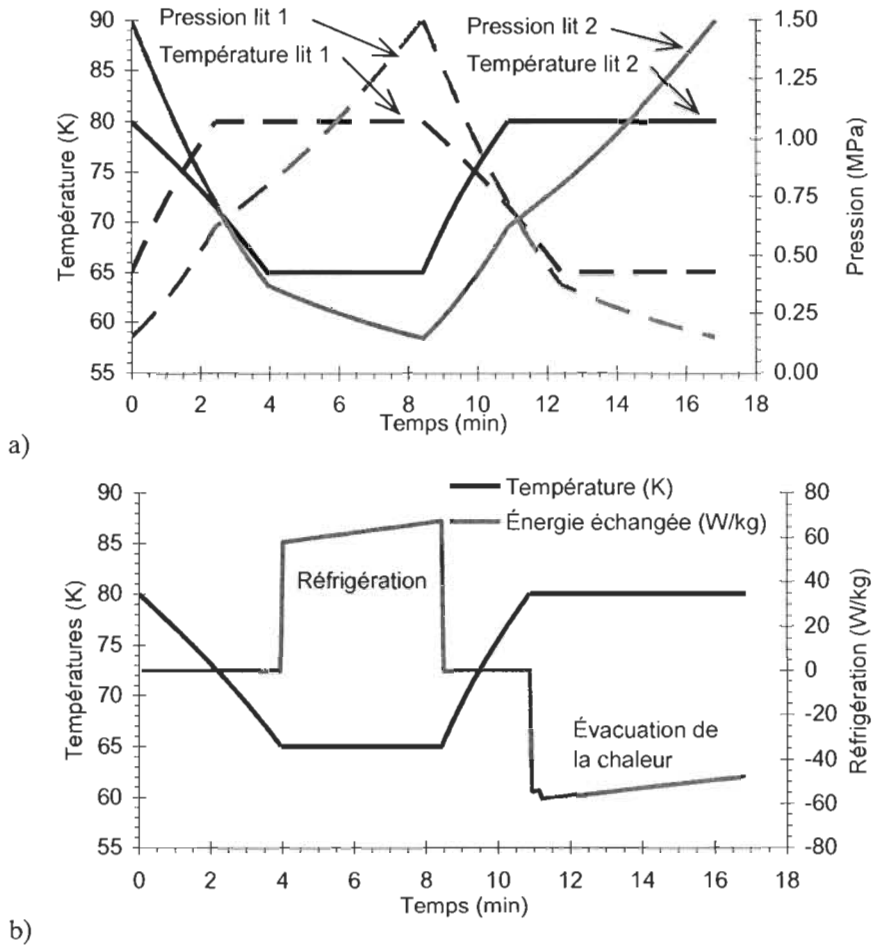 Pression lit 1
Température lit 1
Pression lit 2
Température lit 2
90
85
80
75
70
65
60
55
Température (K)
1.50
1.25
1.00
0.75
0.50
0.25
0.00
Pression (MPa)
0 2 4 6 8 10 12 14 16 18
Temps (min)
a)
Température (K)
Énergie échangée (W/kg)
Réfrigération
Évacuation de
la chaleur
90
85
80
75
70
65
60
55
Températures (K)
80
60
40
20
0
-20
-40
-60
-80
Réfrigération (W/kg)
0 2 4 6 8 10 12 14 16 18
Temps (min)
b)